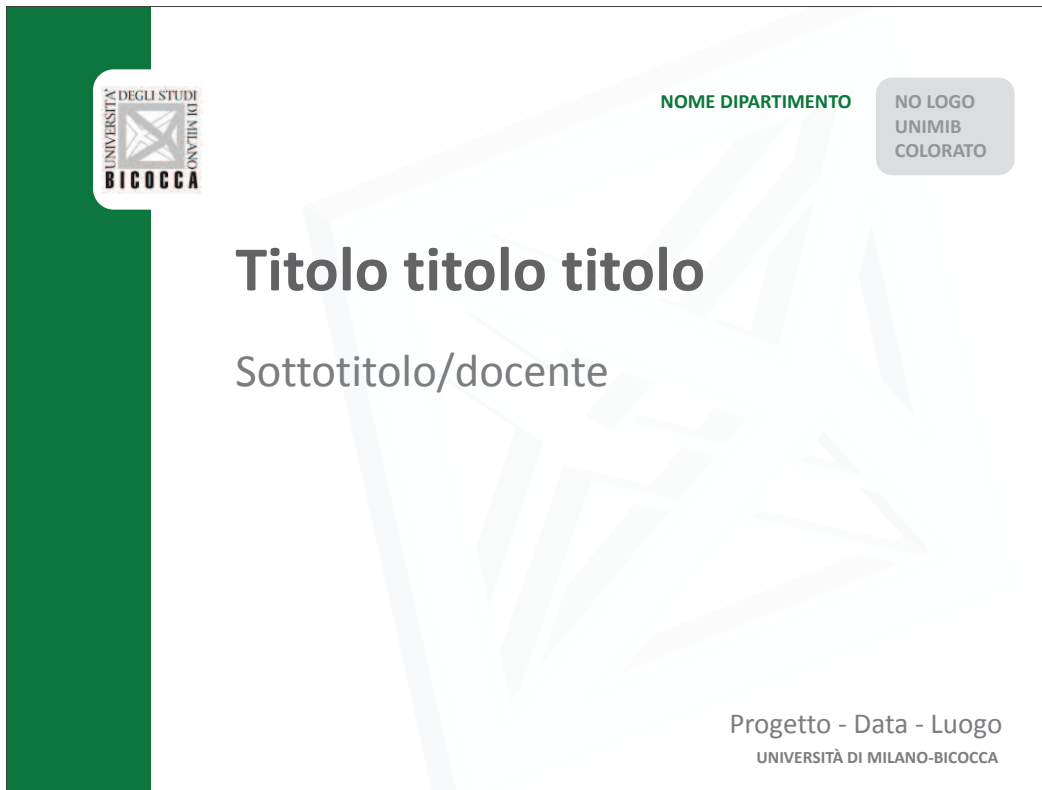 UNIVERSITÀ DEGLI STUDI DI MILANO
BICOCCA
NOME DIPARTIMENTO
NO LOGO
UNIMIB
COLORATO
Titolo titolo titolo
Sottotitolo/docente
Progetto - Data - Luogo
UNIVERSITÀ DI MILANO-BICOCCA